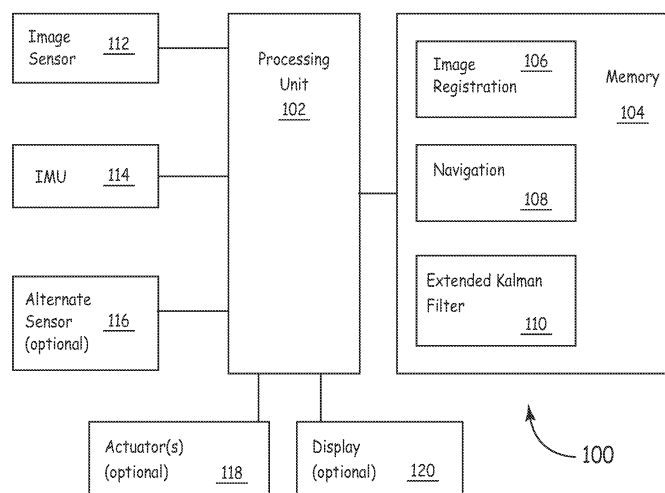 Image
Sensor
112
IMU
114
Alternate
Sensor
(optional)
116
Processing
Unit
102
Image
Registration
106
Memory
104
Navigation
108
Extended Kalman
Filter
110
Actuator(s)
(optional)
118
Display
(optional)
120
100